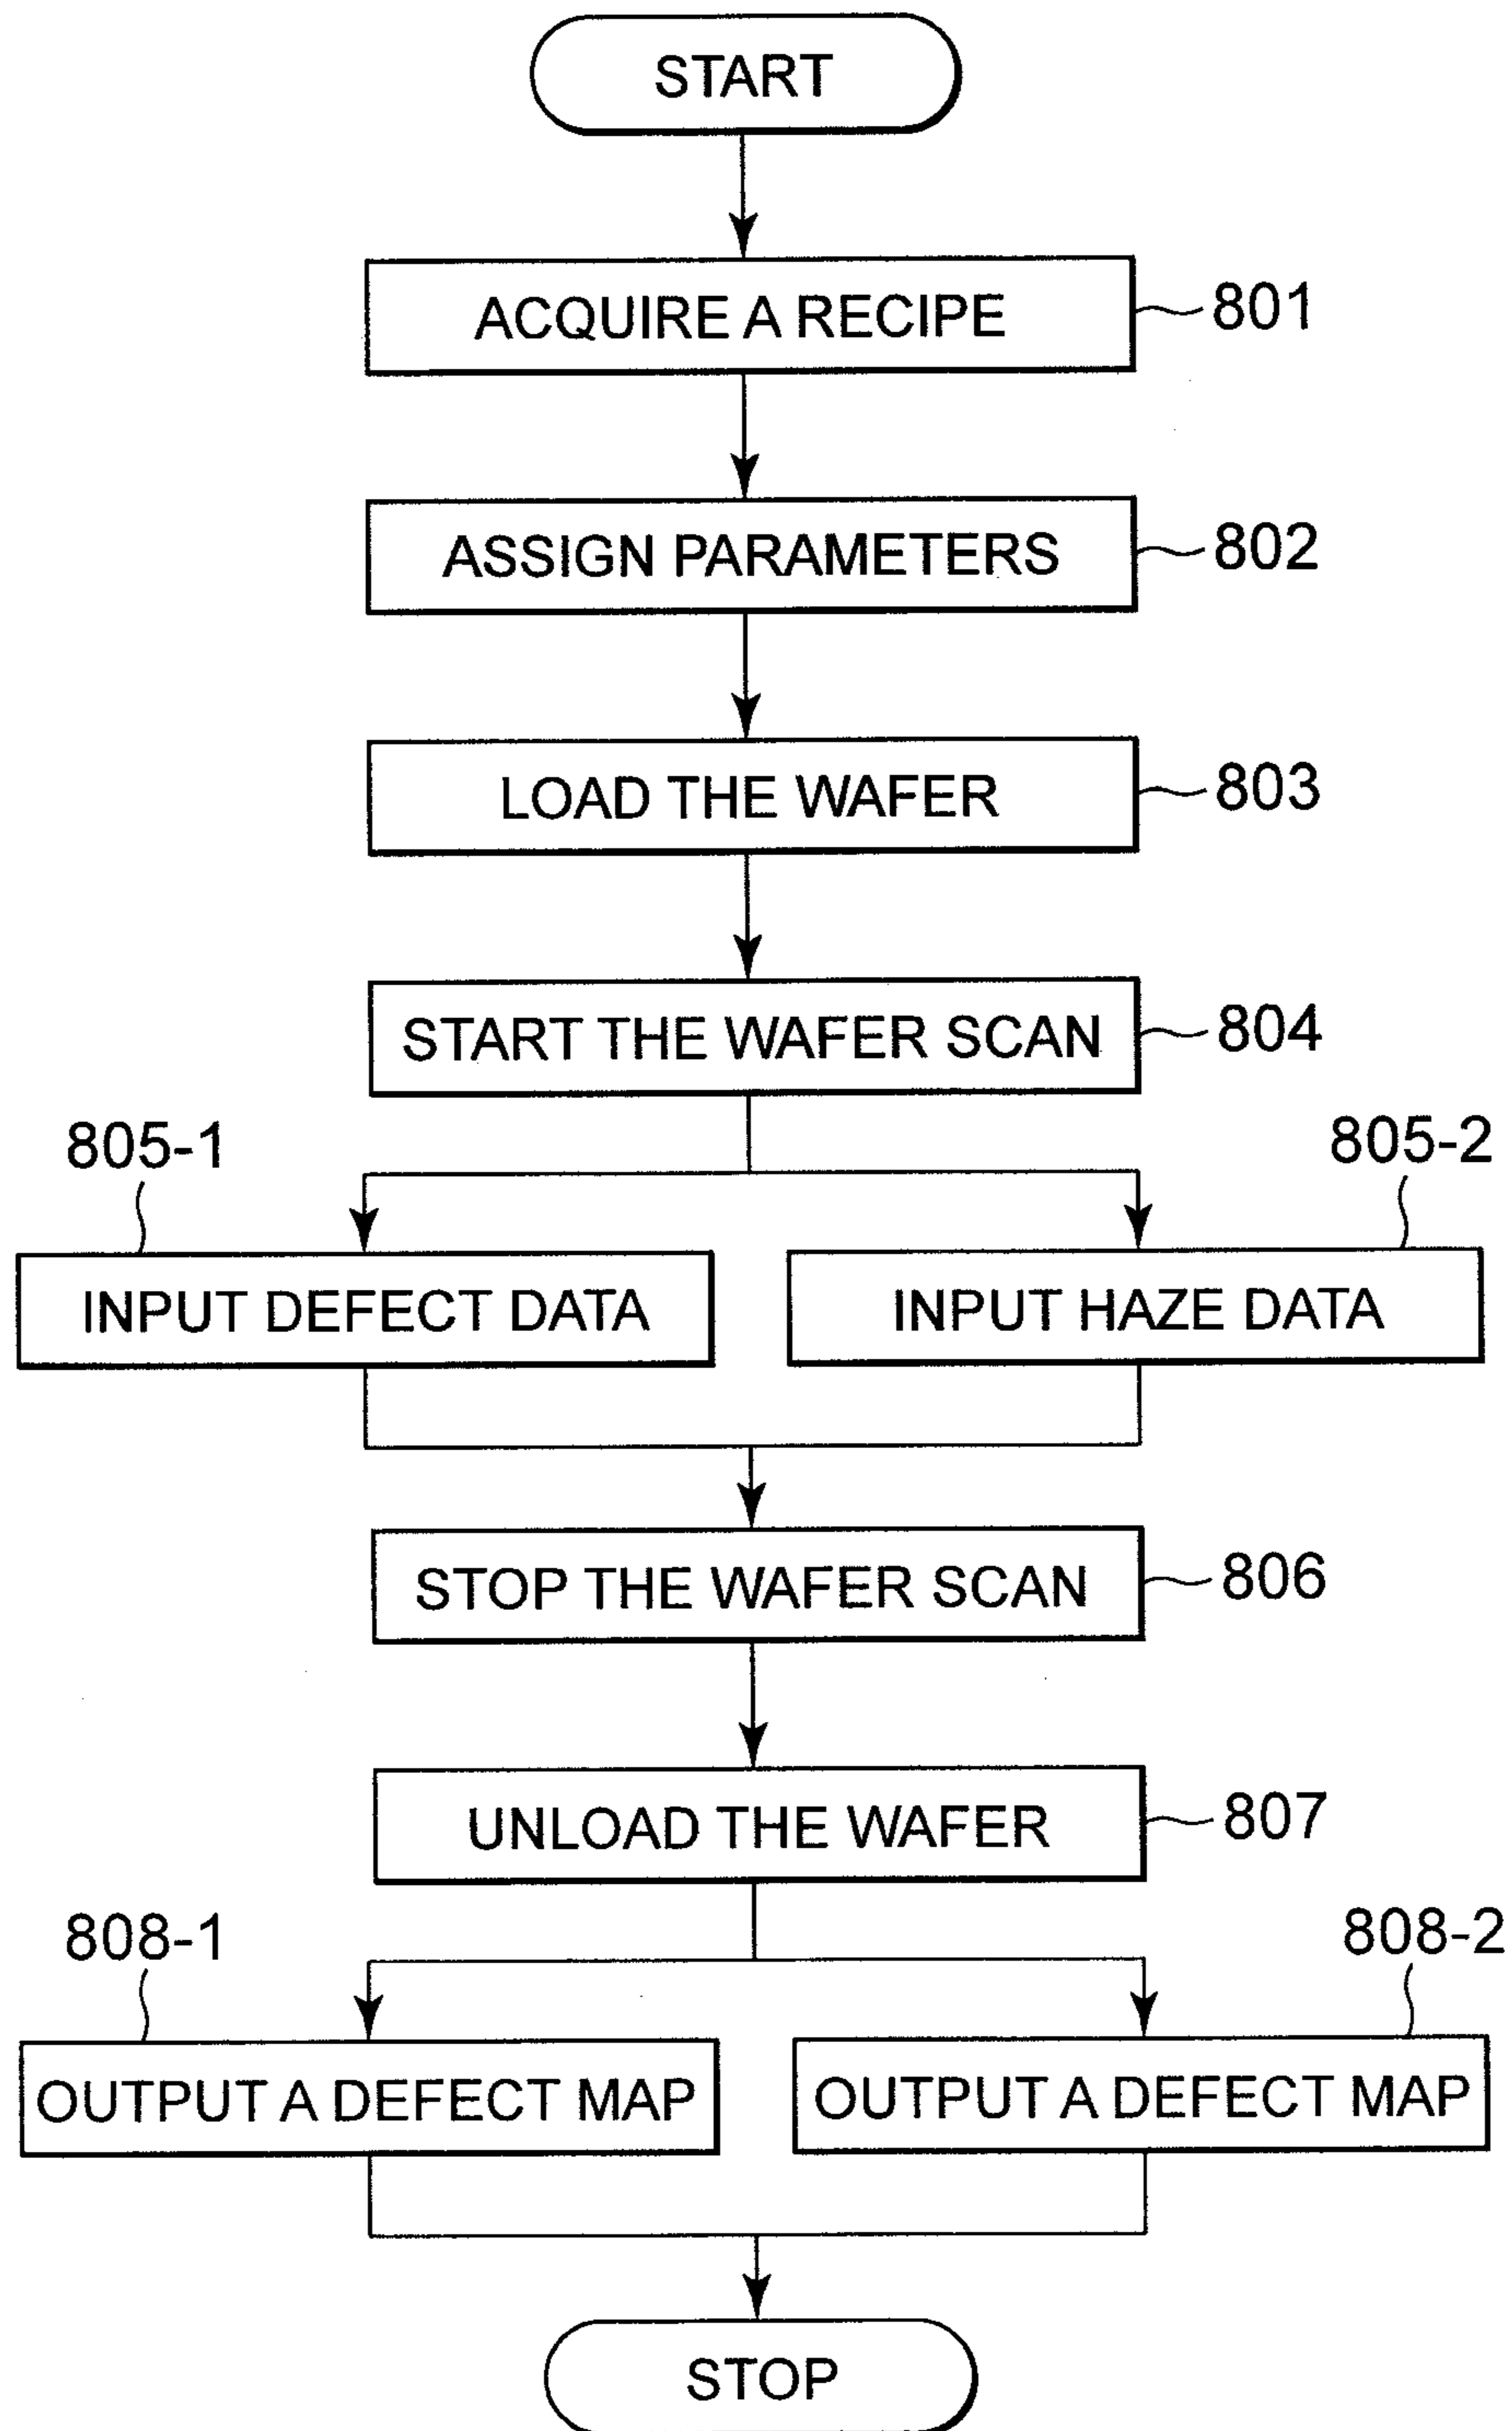 START
ACQUIRE A RECIPE
801
ASSIGN PARAMETERS
802
LOAD THE WAFER
803
START THE WAFER SCAN
804
805-1
805-2
INPUT DEFECT DATA
INPUT HAZE DATA
STOP THE WAFER SCAN
806
UNLOAD THE WAFER
807
808-1
808-2
OUTPUT A DEFECT MAP
OUTPUT A DEFECT MAP
STOP